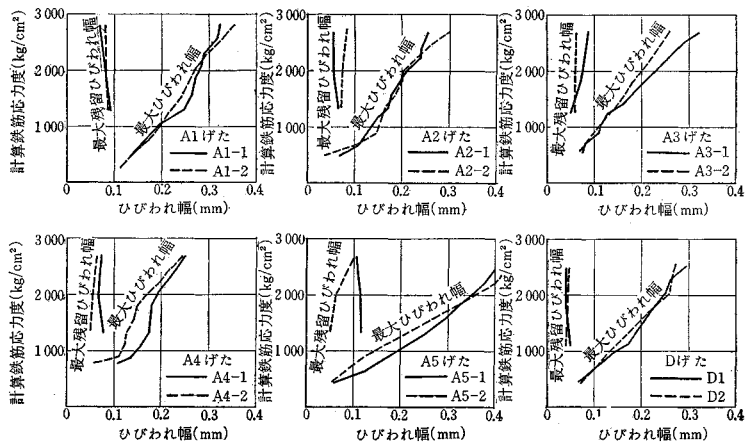 計算鉄筋応力度(kg/cm²)
3 000
2 000
1 000
0
0.1
0.2
0.3
0.4
ひびわれ幅(mm)
最大残留ひびわれ幅
最大ひびわれ幅
A1げた
A1-1
A1-2
計算鉄筋応力度(kg/cm²)
3 000
2 000
1 000
0
0.1
0.2
0.3
0.4
ひびわれ幅(mm)
最大残留ひびわれ幅
最大ひびわれ幅
A2げた
A2-1
A2-2
計算鉄筋応力度(kg/cm²)
3 000
2 000
1 000
0
0.1
0.2
0.3
0.4
ひびわれ幅(mm)
最大残留ひびわれ幅
最大ひびわれ幅
A3げた
A3-1
A3-2
計算鉄筋応力度(kg/cm²)
3 000
2 000
1 000
0
0.1
0.2
0.3
0.4
ひびわれ幅(mm)
最大残留ひびわれ幅
最大ひびわれ幅
A4げた
A4-1
A4-2
計算鉄筋応力度(kg/cm²)
3 000
2 000
1 000
0
0.1
0.2
0.3
0.4
ひびわれ幅(mm)
最大残留ひびわれ幅
最大ひびわれ幅
A5げた
A5-1
A5-2
計算鉄筋応力度(kg/cm²)
3 000
2 000
1 000
0
0.1
0.2
0.3
0.4
ひびわれ幅(mm)
最大残留ひびわれ幅
最大ひびわれ幅
Dげた
D1
D2